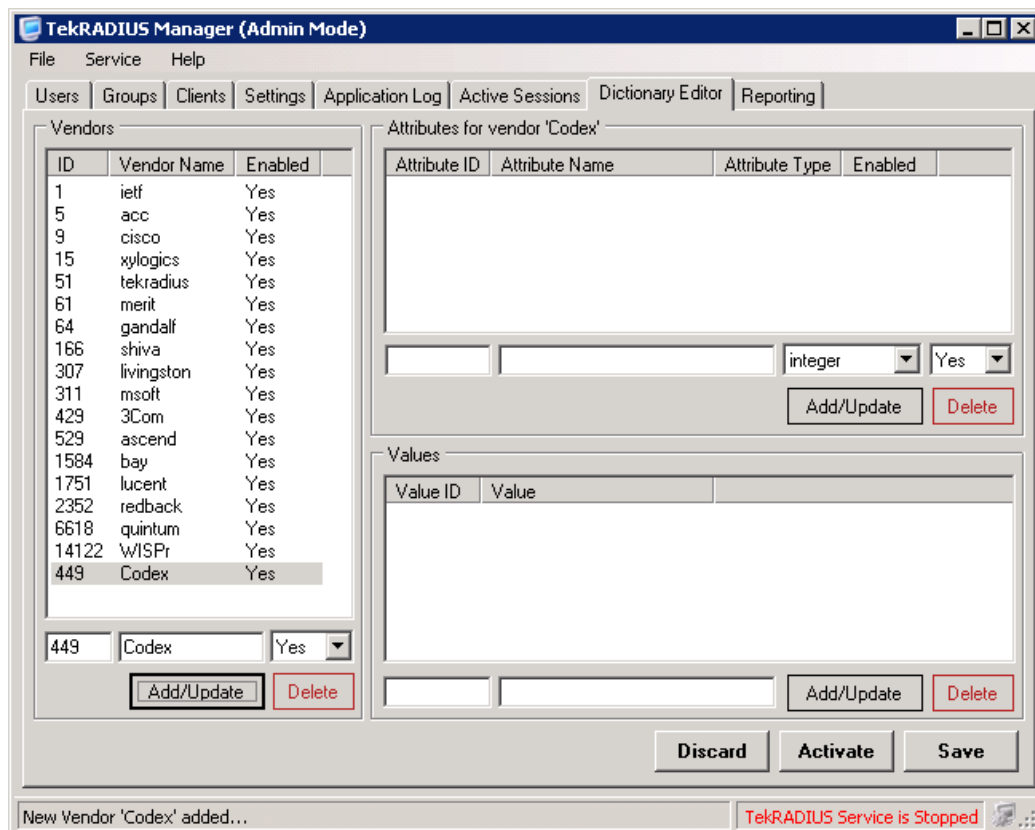 TekRADIUS Manager (Admin Mode)
File Service Help
Users Groups Clients Settings Application Log Active Sessions Dictionary Editor Reporting
Vendors
ID Vendor Name Enabled
1 ietf Yes
5 acc Yes
9 cisco Yes
15 xylogics Yes
51 tekradius Yes
61 merit Yes
64 gandalf Yes
166 shiva Yes
307 livingston Yes
311 msoft Yes
429 3Com Yes
529 ascend Yes
1584 bay Yes
1751 lucent Yes
2352 redback Yes
6618 quintum Yes
14122 WISPr Yes
449 Codex Yes
449 Codex Yes
Add/Update Delete
Attributes for vendor 'Codex'
Attribute ID Attribute Name Attribute Type Enabled
integer Yes
Add/Update Delete
Values
Value ID Value
Add/Update Delete
Discard Activate Save
New Vendor 'Codex' added... TekRADIUS Service is Stopped